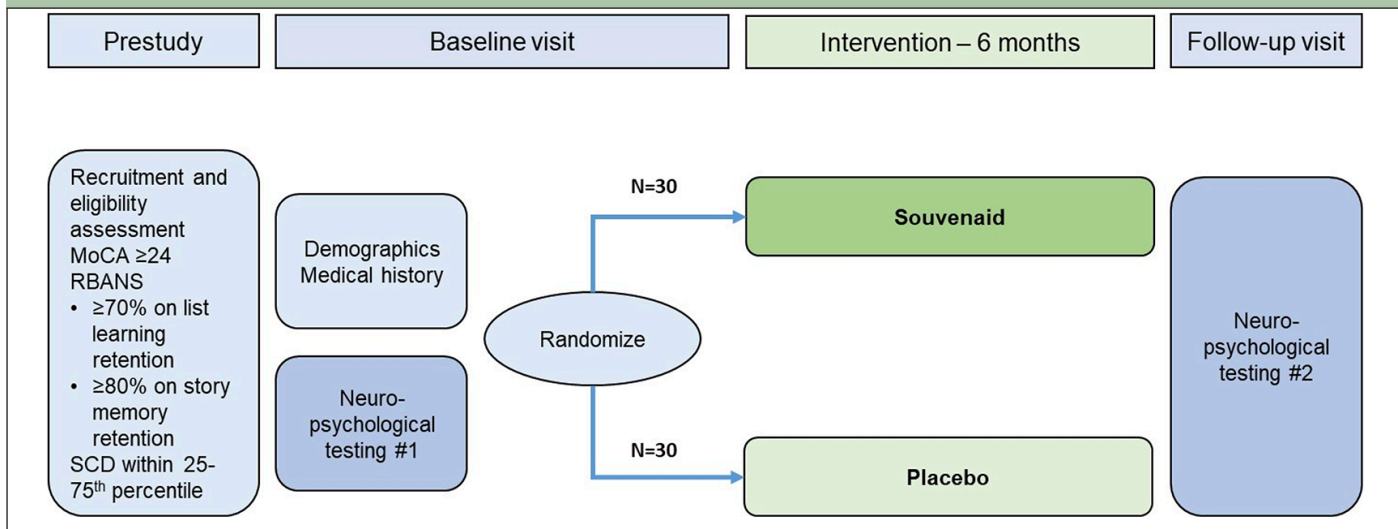 Prestudy
Baseline visit
Intervention – 6 months
Follow-up visit
Recruitment and
eligibility
assessment
MoCA ≥24
RBANS
• ≥70% on list
learning
retention
• ≥80% on story
memory
retention
SCD within 25-
75th percentile
Demographics
Medical history
Neuro-
psychological
testing #1
Randomize
N=30
N=30
Souvenaid
Placebo
Neuro-
psychological
testing #2